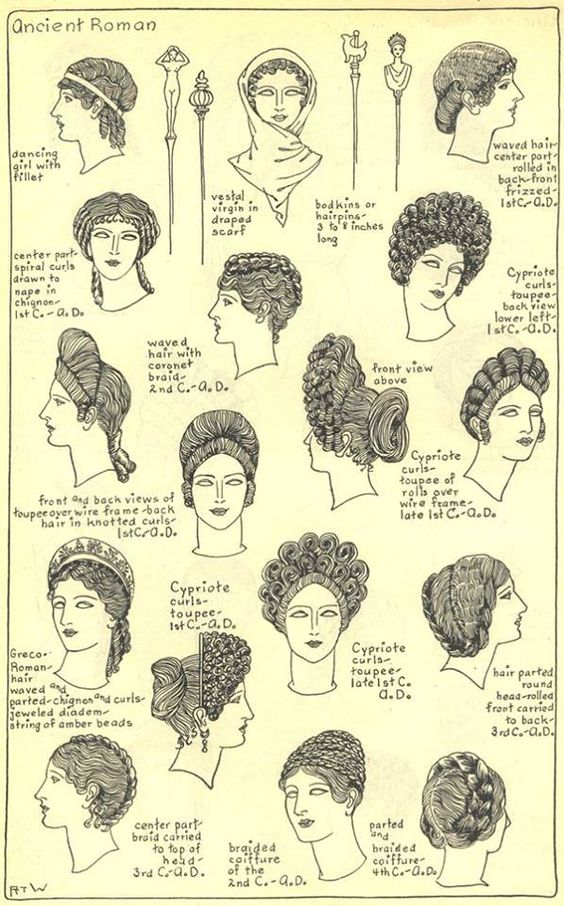 Ancient Roman
dancing
girl with
fillet
vestal
virgin in
draped
scarf
bodkins or
hairpins-
3 to 8 inches
long
waved hair
center part-
rolled in
back-front
frizzed-
1st C.-A.D.
center part-
spiral curls
drawn to
nape in
chignon-
1st C.-A.D.
Cypriote
curls-
toupee-
back view
lower left-
1st C.-A.D.
waved
hair with
coronet
braid-
2nd C.-A.D.
front view
above
front and back views of
toupee over wire frame-back
hair in knotted curls-
1st C.-A.D.
Cypriote
curls-
toupee of
rolls over
wire frame-
late 1st C.-A.D.
Greco-
Roman-
hair
waved and
parted-chignon and curls-
jeweled diadem-
string of amber beads
Cypriote
curls-
toupee-
1st C.-A.D.
Cypriote
curls-
toupee-
late 1st C.
A.D.
hair parted
round
head-rolled
front carried
to back-
3rd C.-A.D.
center part-
braid carried
to top of
head-
3rd C.-A.D.
braided
coiffure
of the
2nd C.-A.D.
parted
and
braided
coiffure-
4th C.-A.D.
RTW